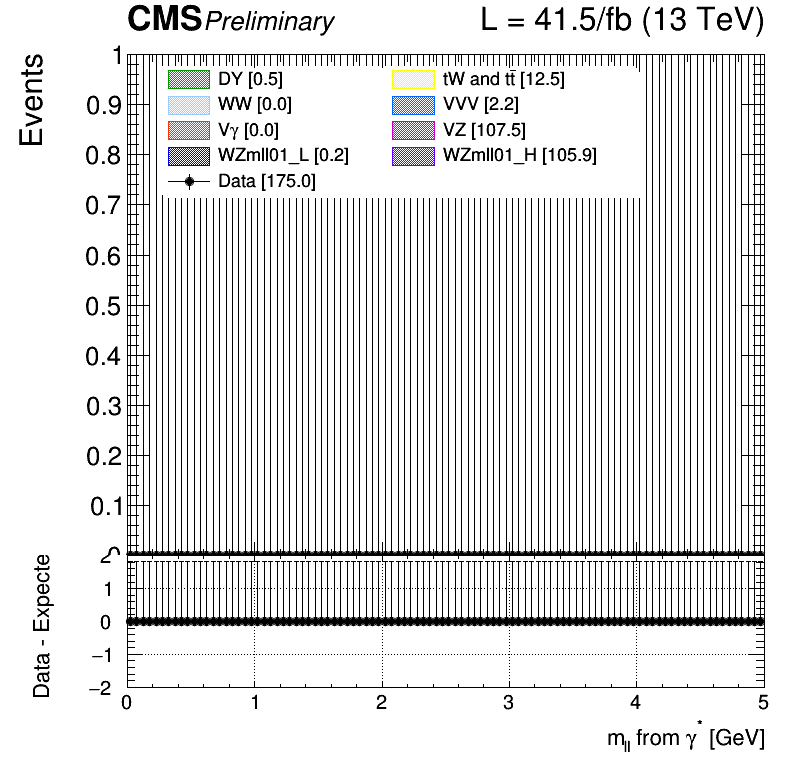 CMS Preliminary L = 41.5/fb (13 TeV)
Events
1
0.9
0.8
0.7
0.6
0.5
0.4
0.3
0.2
0.1
0
DY [0.5] tW and tt̄ [12.5]
WW [0.0] VVV [2.2]
Vγ [0.0] VZ [107.5]
WZmll01_L [0.2] WZmll01_H [105.9]
Data [175.0]
Data - Expecte
2
1
0
−1
−2
0 1 2 3 4 5
mll from γ* [GeV]